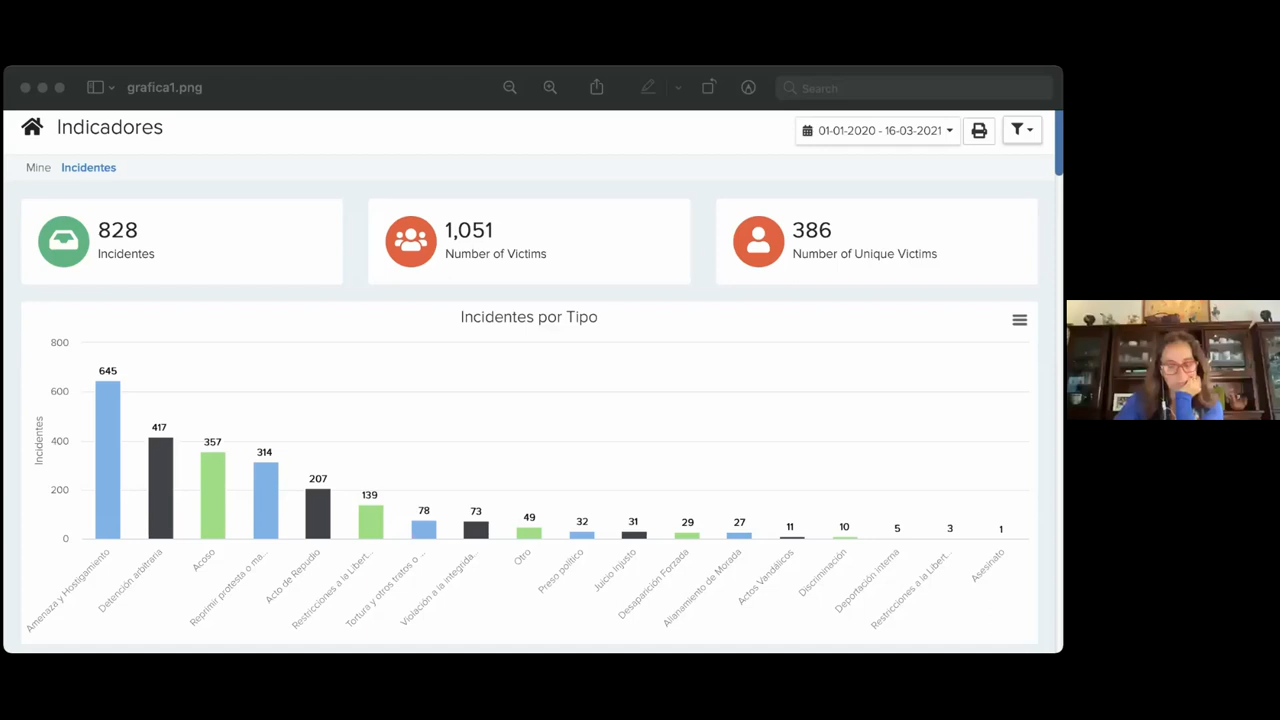 grafica1.png
Search
Indicadores
01-01-2020 - 16-03-2021
Mine Incidentes
828
Incidentes
1,051
Number of Victims
386
Number of Unique Victims
Incidentes por Tipo
800
600
400
200
0
Incidentes
645
417
357
314
207
139
78
73
49
32
31
29
27
11
10
5
3
1
Amenaza y Hostigamiento
Detención arbitraria
Acoso
Reprimir protesta o ma...
Acto de Repudio
Restricciones a la Libert...
Tortura y otros tratos o ...
Violación a la integrida...
Otro
Preso político
Juicio Injusto
Desaparición Forzada
Allanamiento de Morada
Actos Vandálicos
Discriminación
Deportación interna
Restricciones a la Libert...
Asesinato